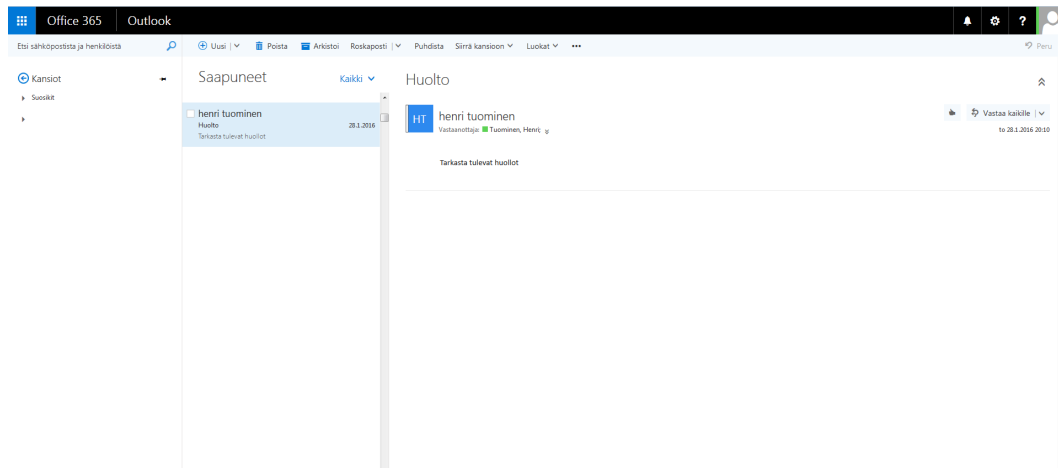 Office 365 Outlook ?
Etsi sähköpostista ja henkilöistä Uusi Poista Arkistoi Roskaposti Puhdista Siirrä kansioon Luokat ••• Peru
Kansiot
Suosikit
Saapuneet Kaikki
henri tuominen
Huolto 28.1.2016
Tarkasta tulevat huollot
Huolto
HT henri tuominen
Vastaanottaja: Tuominen, Henri;
Vastaa kaikille
to 28.1.2016 20:10
Tarkasta tulevat huollot